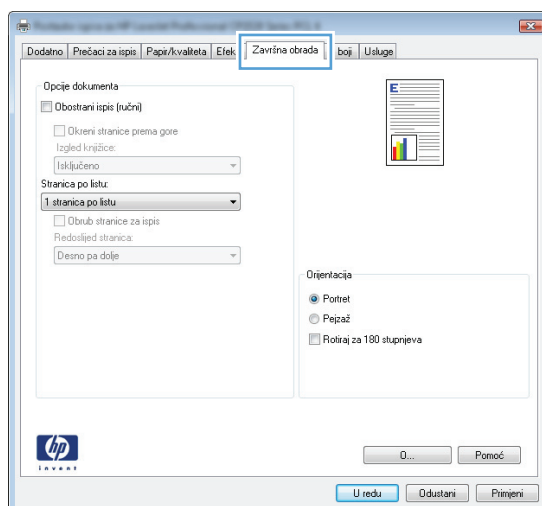 Dodatno Prečaci za ispis Papir/kvaliteta Efek Završna obrada boji Usluge
Opcije dokumenta
Obostrani ispis (ručni)
Okreni stranice prema gore
Izgled knjižice:
Isključeno
Stranica po listu:
1 stranica po listu
Obrub stranice za ispis
Redoslijed stranica:
Desno pa dolje
E
Orijentacija
Portret
Pejzaž
Rotiraj za 180 stupnjeva
hp
invent
O...
Pomoć
U redu
Odustani
Primijeni